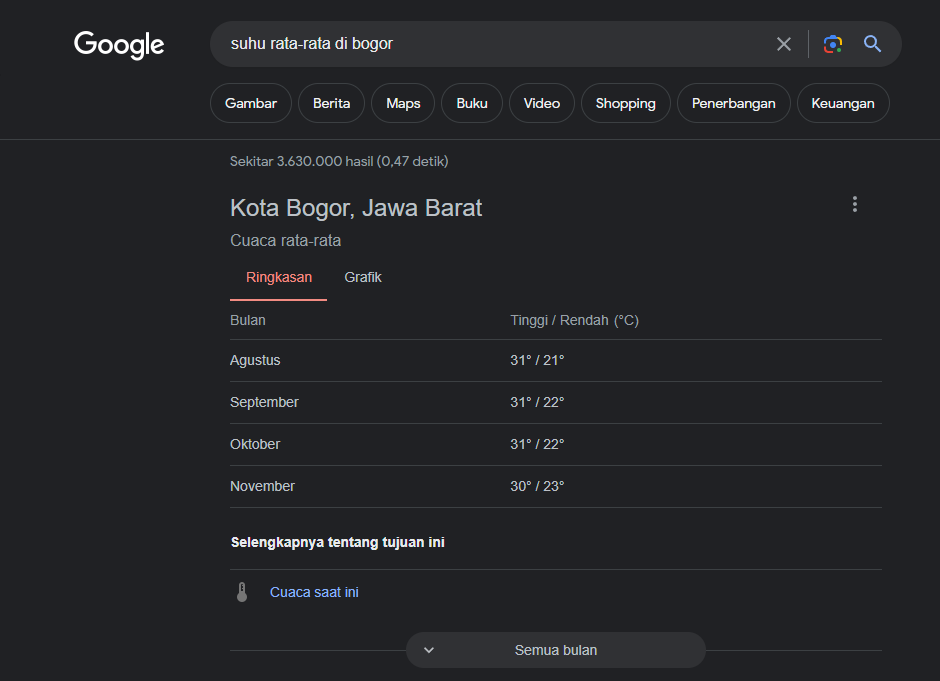 Google
suhu rata-rata di bogor
Gambar Berita Maps Buku Video Shopping Penerbangan Keuangan
Sekitar 3.630.000 hasil (0,47 detik)
Kota Bogor, Jawa Barat
Cuaca rata-rata
Ringkasan Grafik
Bulan Tinggi / Rendah (°C)
Agustus 31° / 21°
September 31° / 22°
Oktober 31° / 22°
November 30° / 23°
Selengkapnya tentang tujuan ini
Cuaca saat ini
Semua bulan